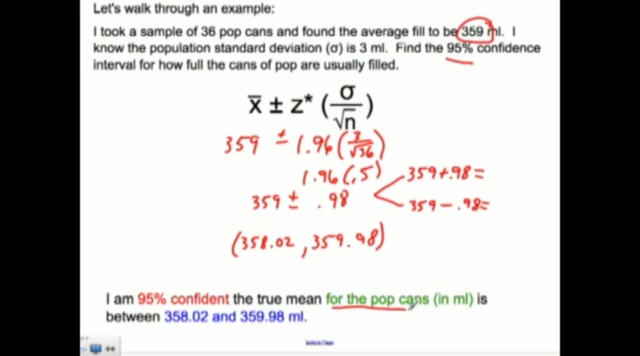 Let's walk through an example:
I took a sample of 36 pop cans and found the average fill to be 359 ml. I
know the population standard deviation (σ) is 3 ml. Find the 95% confidence
interval for how full the cans of pop are usually filled.
x̄ ± z* (σ/√n)
359 ± 1.96 (3/√36)
1.96 (.5)
359 + .98 =
359 ± .98
359 - .98 =
(358.02, 359.98)
I am 95% confident the true mean for the pop cans (in ml) is
between 358.02 and 359.98 ml.